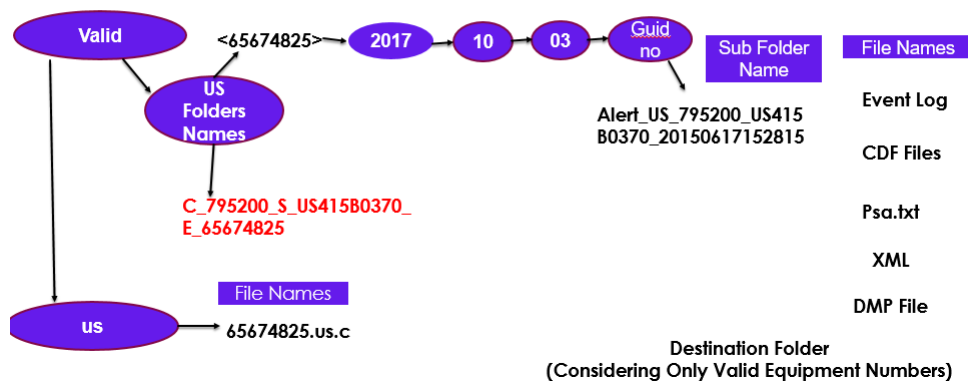 Valid
<65674825>
2017
10
03
Guid
no
Sub Folder
Name
File Names
US
Folders
Names
Alert_US_795200_US415
B0370_20150617152815
Event Log
CDF Files
Psa.txt
XML
DMP File
C_795200_S_US415B0370_
E_65674825
File Names
us
65674825.us.c
Destination Folder
(Considering Only Valid Equipment Numbers)